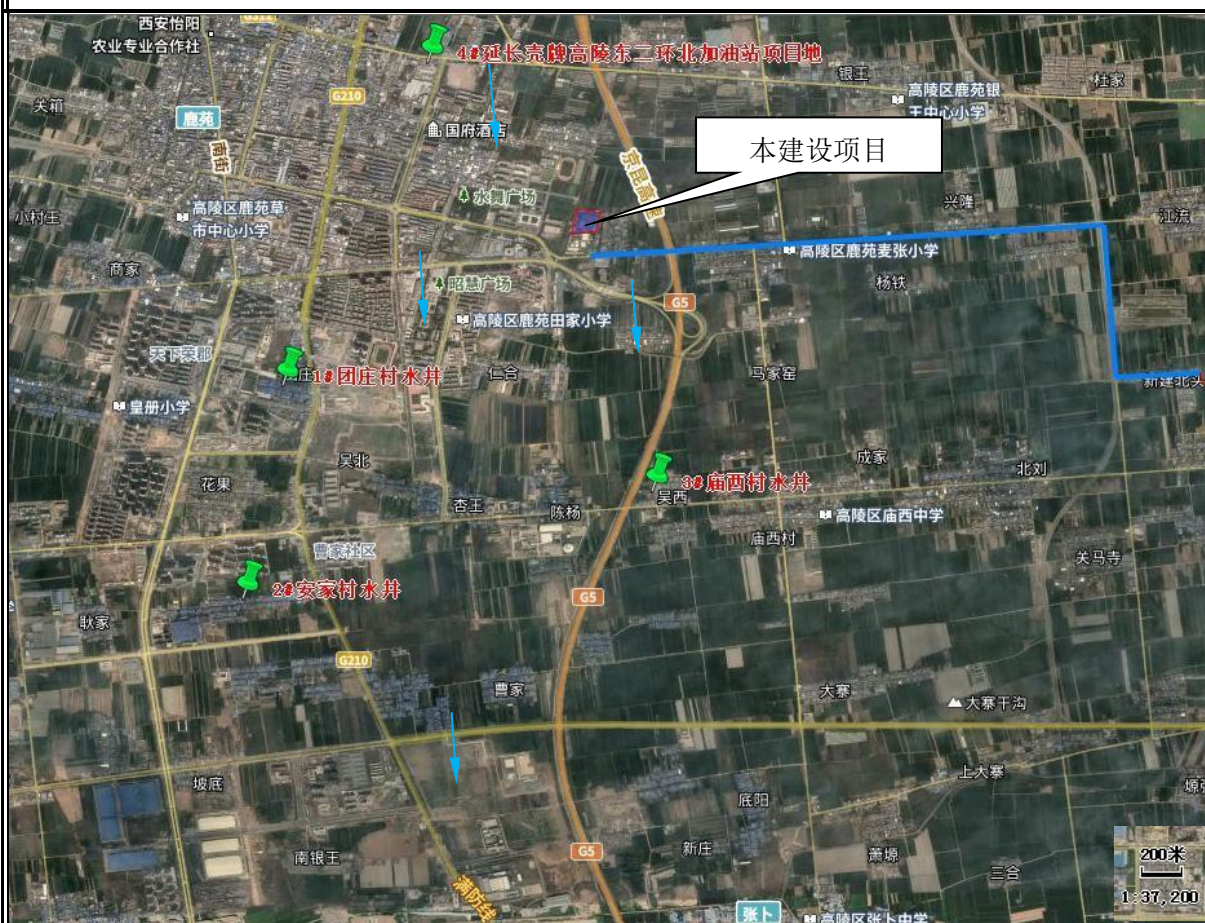 西安怡阳
农业专业合作社
4#延长壳牌高陵东二环北加油站项目地
银王
杜家
关箱
G210
鹿苑
国府酒店
高陵区鹿苑银
王中心小学
南街
本建设项目
京昆高速
水舞广场
兴隆
江流
小村王
高陵区鹿苑草
市中心小学
高陵区鹿苑麦张小学
商家
昭慧广场
杨铁
G5
高陵区鹿苑田家小学
天下荣郡
1#团庄村水井
仁合
马家窑
皇册小学
吴北
成家
北刘
花果
3#庙西村水井
吴西
杏王
陈杨
高陵区庙西中学
庙西村
曹家社区
关马寺
2#安家村水井
G5
耿家
G210
曹家
大寨
大寨干沟
坡底
上大寨
底阳
南银王
G5
新庄
萧塬
三合
200米
1:37,200
张卜
高陵区张卜中学